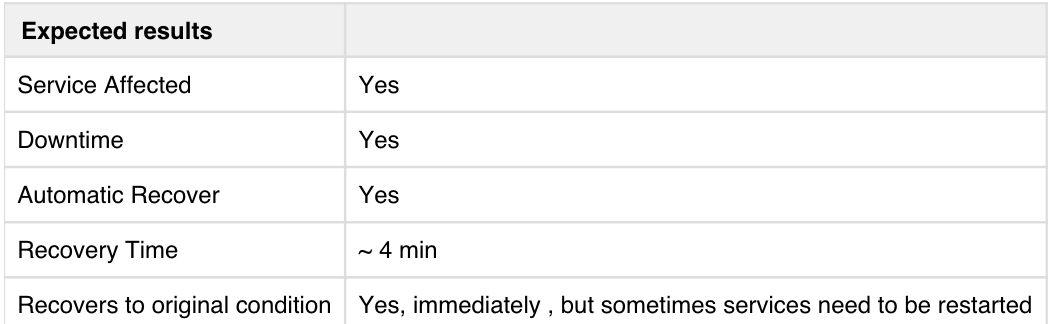 Expected results
Service Affected Yes
Downtime Yes
Automatic Recover Yes
Recovery Time ~ 4 min
Recovers to original condition Yes, immediately , but sometimes services need to be restarted